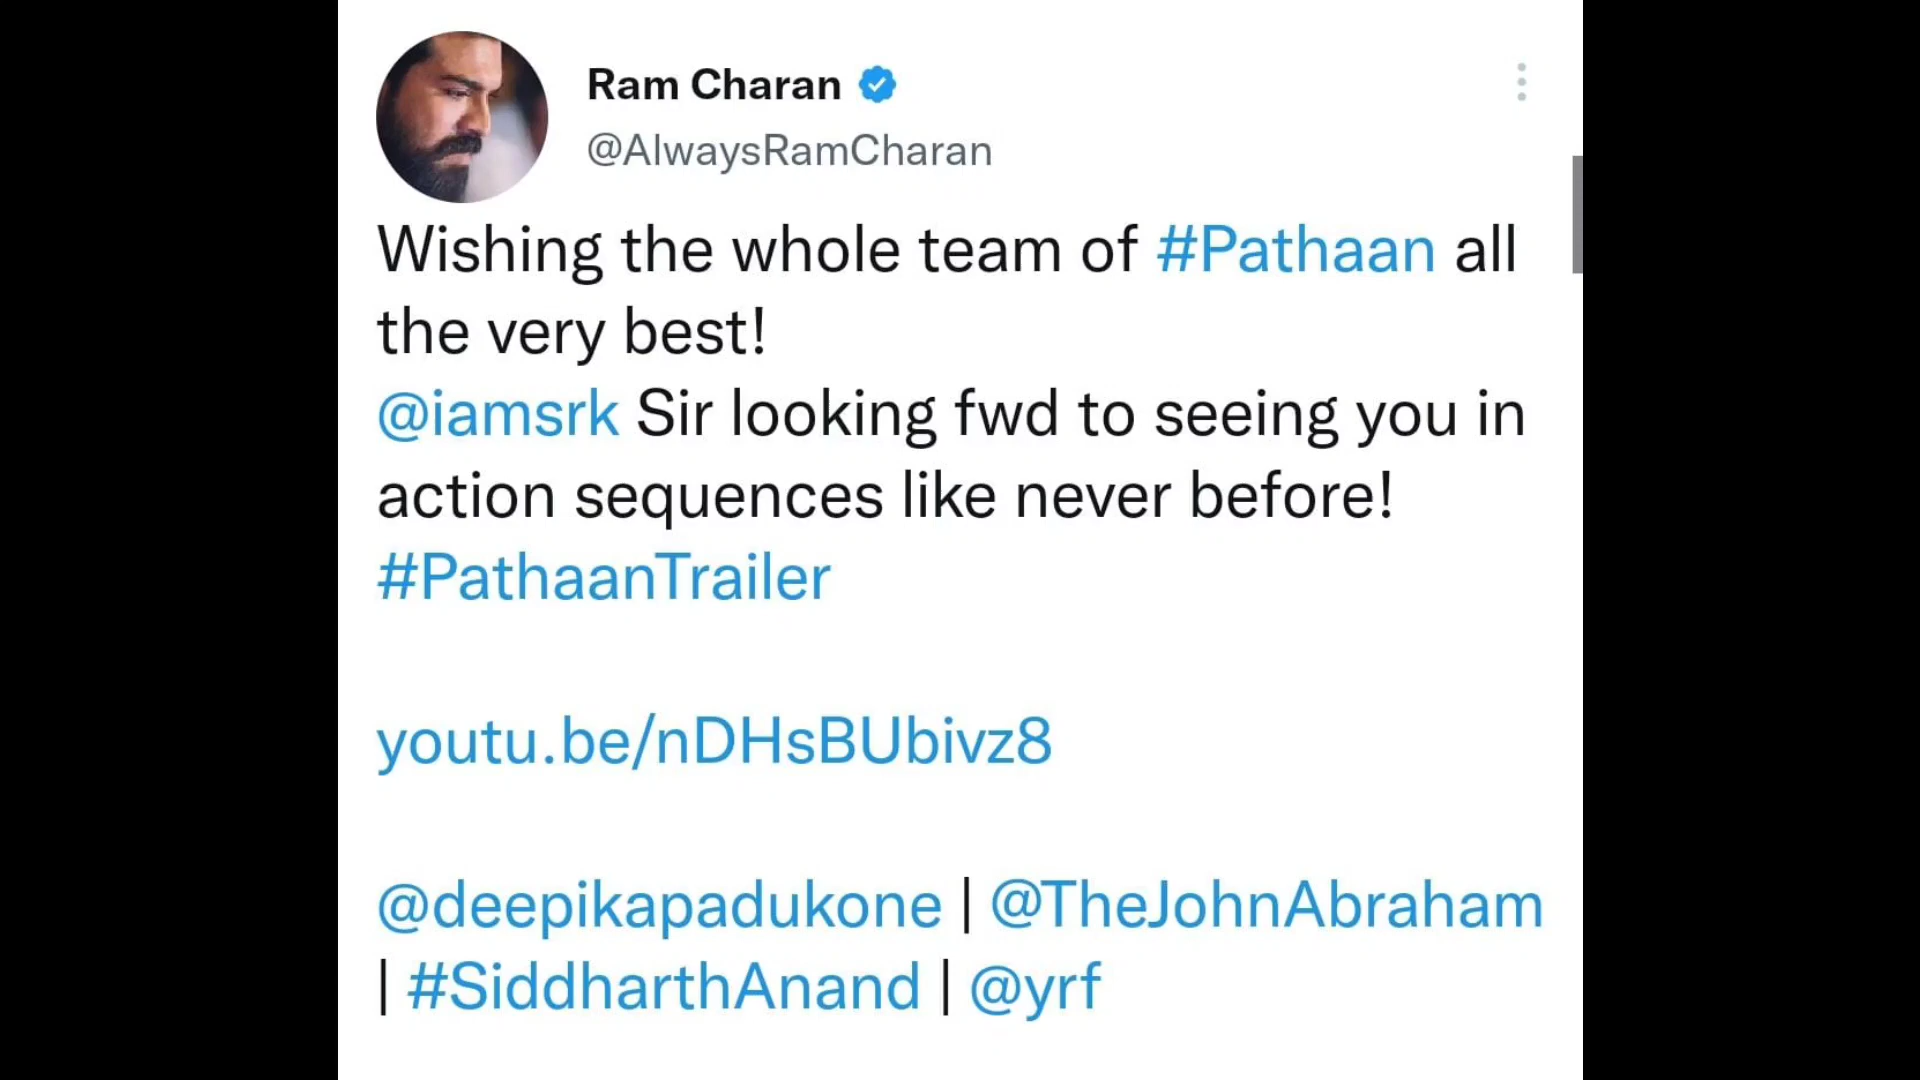 Ram Charan
@AlwaysRamCharan
Wishing the whole team of #Pathaan all
the very best!
@iamsrk Sir looking fwd to seeing you in
action sequences like never before!
#PathaanTrailer
youtu.be/nDHsBUbivz8
@deepikapadukone | @TheJohnAbraham
| #SiddharthAnand | @yrf